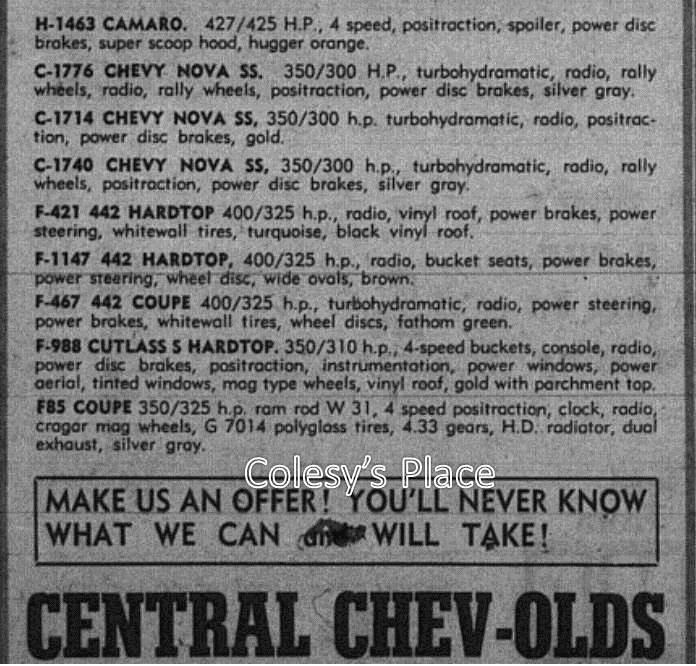 H-1463 CAMARO. 427/425 H.P., 4 speed, positraction, spoiler, power disc
brakes, super scoop hood, hugger orange.
C-1776 CHEVY NOVA SS. 350/300 H.P., turbohydramatic, radio, rally
wheels, radio, rally wheels, positraction, power disc brakes, silver gray.
C-1714 CHEVY NOVA SS, 350/300 h.p. turbohydramatic, radio, positrac-
tion, power disc brakes, gold.
C-1740 CHEVY NOVA SS, 350/300 h.p., turbohydramatic, radio, rally
wheels, positraction, power disc brakes, silver gray.
F-421 442 HARDTOP 400/325 h.p., radio, vinyl roof, power brakes, power
steering, whitewall tires, turquoise, black vinyl roof.
F-1147 442 HARDTOP, 400/325 h.p., radio, bucket seats, power brakes,
power steering, wheel disc, wide ovals, brown.
F-467 442 COUPE 400/325 h.p., turbohydramatic, radio, power steering,
power brakes, whitewall tires, wheel discs, fathom green.
F-988 CUTLASS S HARDTOP. 350/310 h.p., 4-speed buckets, console, radio,
power disc brakes, positraction, instrumentation, power windows, power
aerial, tinted windows, mag type wheels, vinyl roof, gold with parchment top.
F85 COUPE 350/325 h.p. ram rod W 31, 4 speed positraction, clock, radio,
cragar mag wheels, G 7014 polyglass tires, 4.33 gears, H.D. radiator, dual
exhaust, silver gray.
Colesy's Place
MAKE US AN OFFER! YOU'LL NEVER KNOW
WHAT WE CAN and WILL TAKE!
CENTRAL CHEV-OLDS